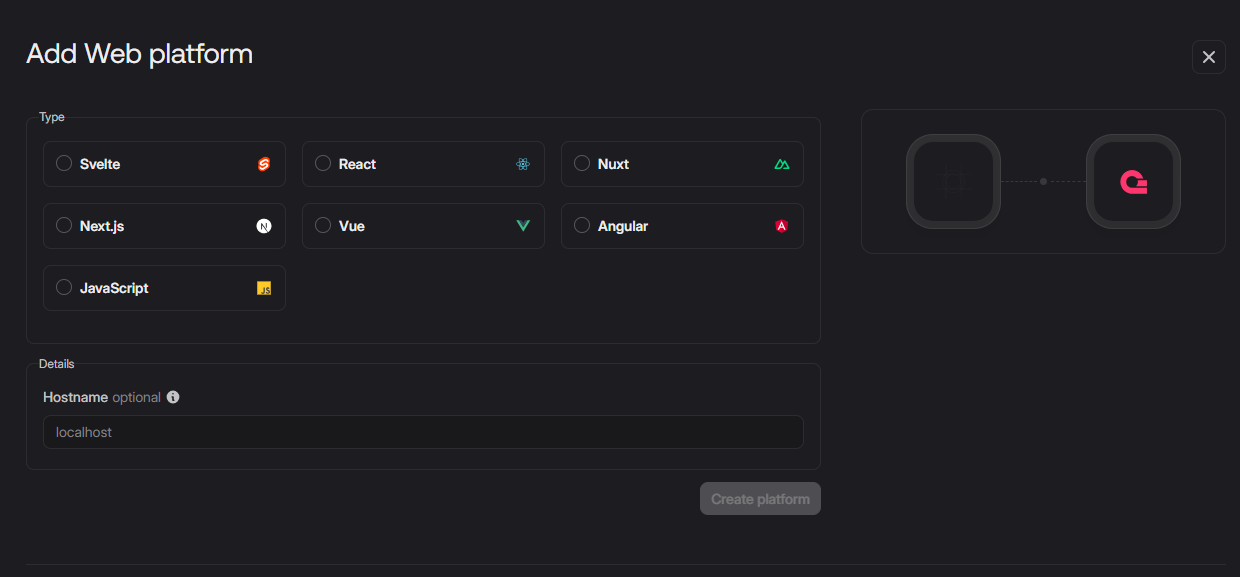 Add Web platform
Type
Svelte
React
Nuxt
Next.js
N
Vue
Angular
A
JavaScript
JS
Details
Hostname optional
localhost
Create platform